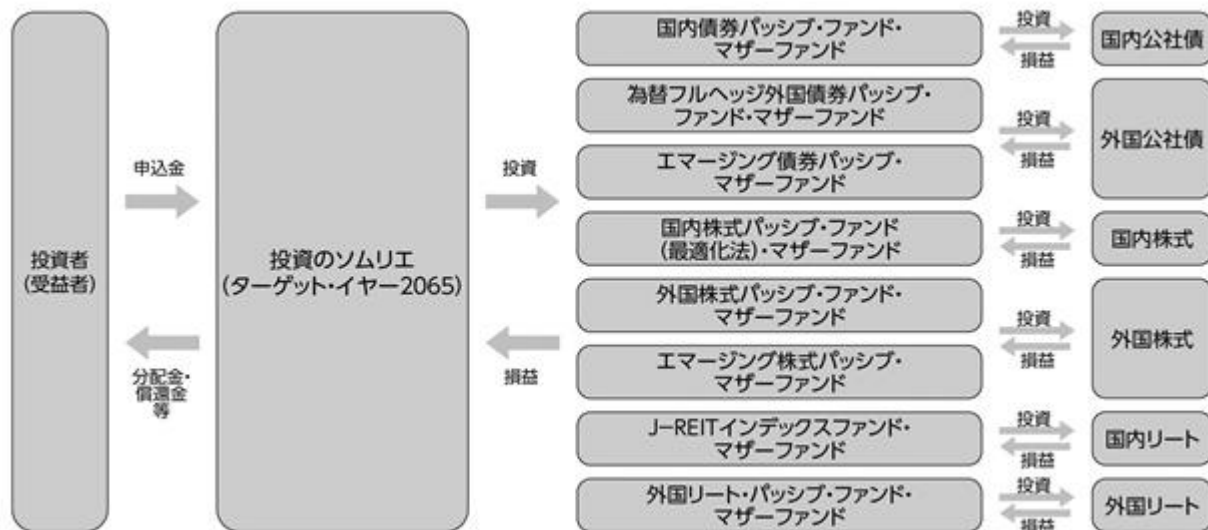 投資者
(受益者)
申込金
分配金・
償還金
等
投資のソムリエ
(ターゲット・イヤー2065)
投資
損益
国内債券パッシブ・ファンド・
マザーファンド
投資
損益
国内公社債
為替フルヘッジ外国債券パッシブ・
ファンド・マザーファンド
エマージング債券パッシブ・
マザーファンド
投資
損益
外国公社債
国内株式パッシブ・ファンド
(最適化法)・マザーファンド
投資
損益
国内株式
外国株式パッシブ・ファンド・
マザーファンド
エマージング株式パッシブ・
マザーファンド
投資
損益
外国株式
J-REITインデックスファンド・
マザーファンド
投資
損益
国内リート
外国リート・パッシブ・ファンド・
マザーファンド
投資
損益
外国リート